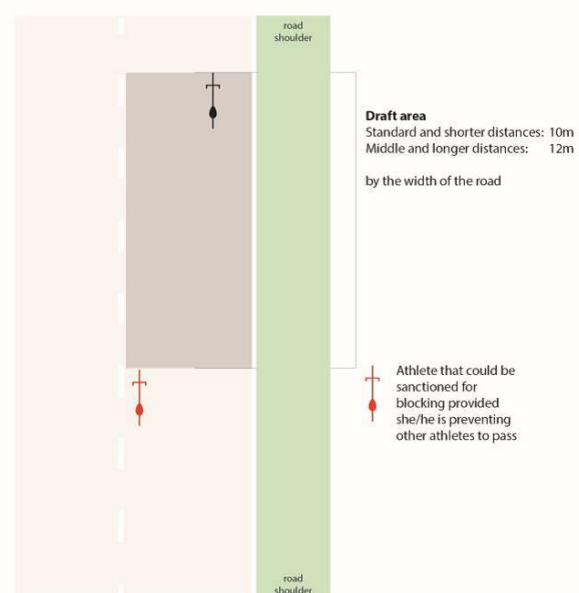 road
shoulder
Draft area
Standard and shorter distances: 10m
Middle and longer distances: 12m
by the width of the road
Athlete that could be
sanctioned for
blocking provided
she/he is preventing
other athletes to pass
road
shoulder